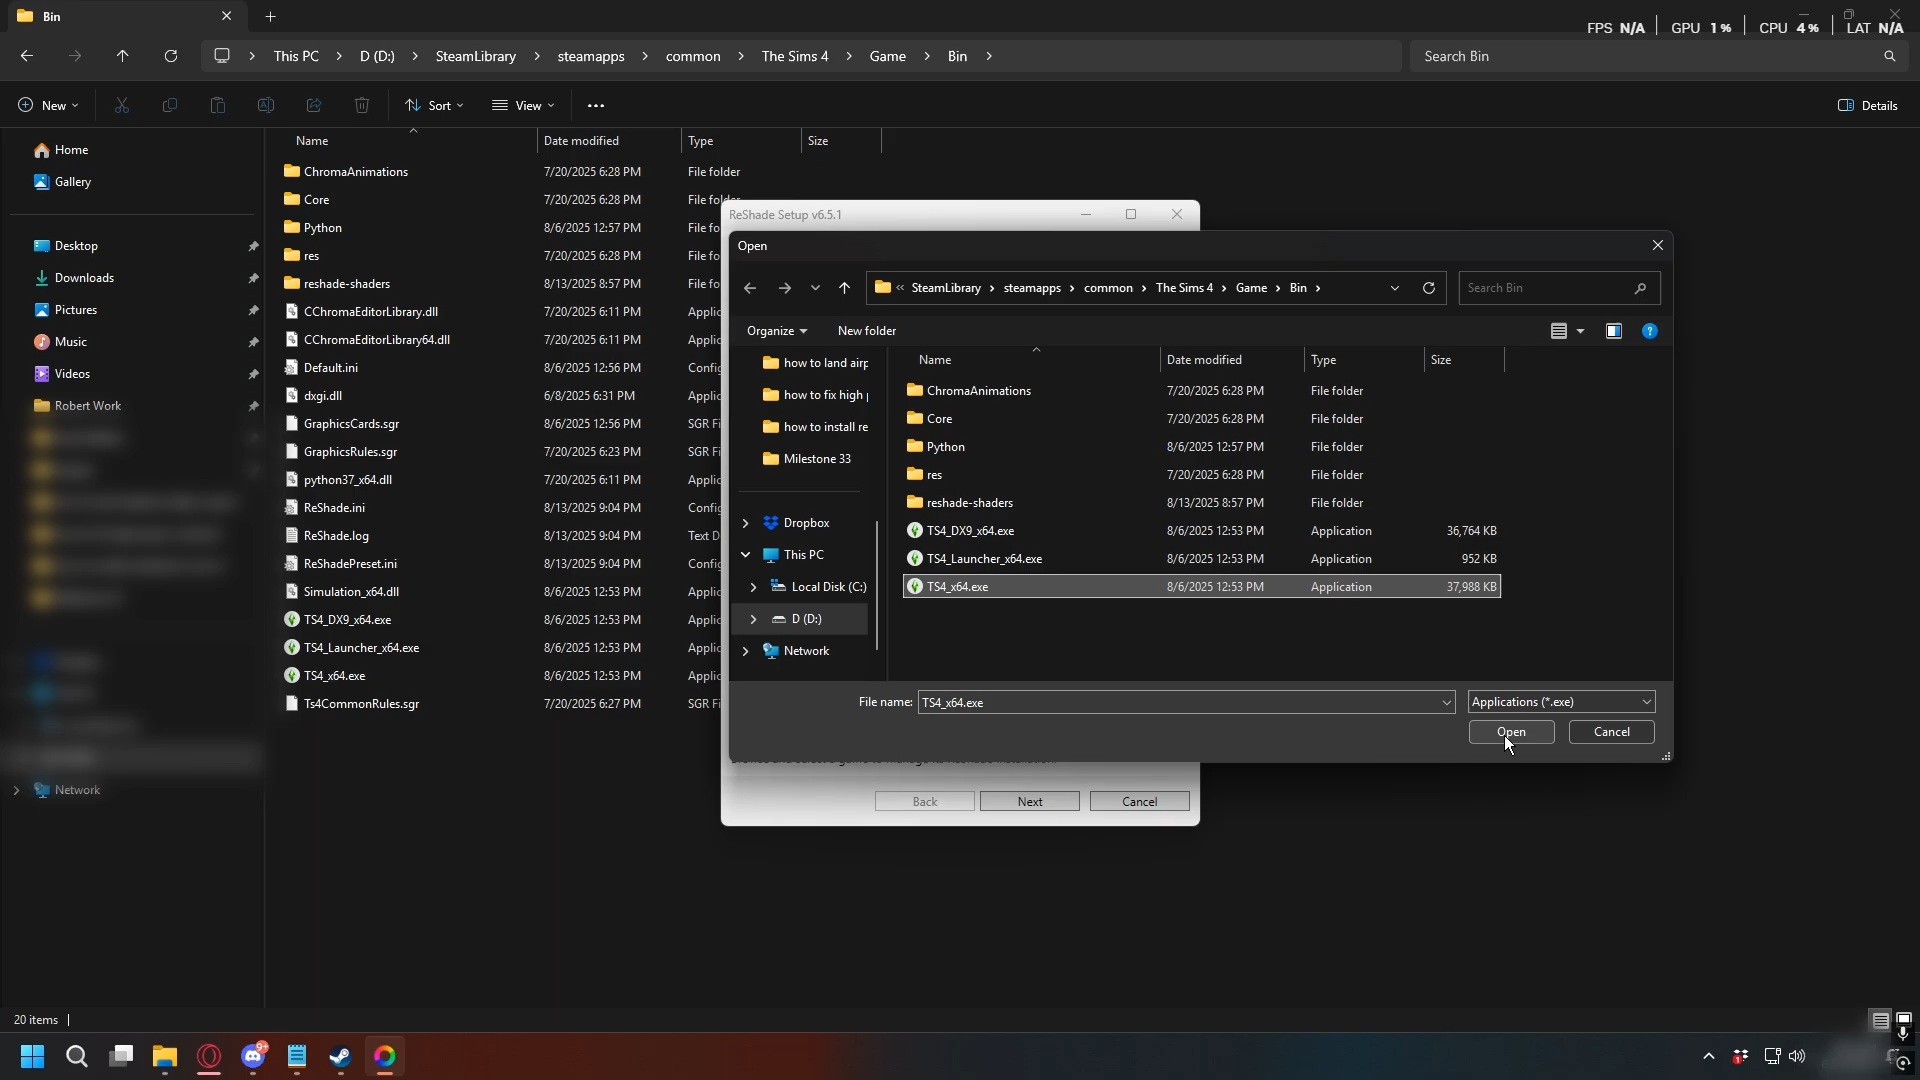 Bin
FPS N/A GPU 1% CPU 4% LAT N/A
This PC > D (D:) > SteamLibrary > steamapps > common > The Sims 4 > Game > Bin >
Search Bin
New Sort View ••• Details
Name Date modified Type Size
Home
Gallery
Desktop
Downloads
Pictures
Music
Videos
Robert Work
Network
ChromaAnimations 7/20/2025 6:28 PM File folder
Core 7/20/2025 6:28 PM File folder
Python 8/6/2025 12:57 PM File fo
res 7/20/2025 6:28 PM File fo
reshade-shaders 8/13/2025 8:57 PM File fo
CChromaEditorLibrary.dll 7/20/2025 6:11 PM Applic
CChromaEditorLibrary64.dll 7/20/2025 6:11 PM Applic
Default.ini 8/6/2025 12:56 PM Config
dxgi.dll 6/8/2025 6:31 PM Applic
GraphicsCards.sgr 8/6/2025 12:56 PM SGR Fi
GraphicsRules.sgr 7/20/2025 6:23 PM SGR Fi
python37_x64.dll 7/20/2025 6:11 PM Applic
ReShade.ini 8/13/2025 9:04 PM Config
ReShade.log 8/13/2025 9:04 PM Text D
ReShadePreset.ini 8/13/2025 9:04 PM Config
Simulation_x64.dll 8/6/2025 12:53 PM Applic
TS4_DX9_x64.exe 8/6/2025 12:53 PM Applic
TS4_Launcher_x64.exe 8/6/2025 12:53 PM Applic
TS4_x64.exe 8/6/2025 12:53 PM Applic
Ts4CommonRules.sgr 7/20/2025 6:27 PM SGR Fi
ReShade Setup v6.5.1
Open
« SteamLibrary > steamapps > common > The Sims 4 > Game > Bin >
Search Bin
Organize New folder
how to land airp
how to fix high
how to install re
Milestone 33
Dropbox
This PC
Local Disk (C:)
D (D:)
Network
Name Date modified Type Size
ChromaAnimations 7/20/2025 6:28 PM File folder
Core 7/20/2025 6:28 PM File folder
Python 8/6/2025 12:57 PM File folder
res 7/20/2025 6:28 PM File folder
reshade-shaders 8/13/2025 8:57 PM File folder
TS4_DX9_x64.exe 8/6/2025 12:53 PM Application 36,764 KB
TS4_Launcher_x64.exe 8/6/2025 12:53 PM Application 952 KB
TS4_x64.exe 8/6/2025 12:53 PM Application 37,988 KB
File name: TS4_x64.exe Applications (*.exe)
Open Cancel
Back Next Cancel
20 items
9+
1